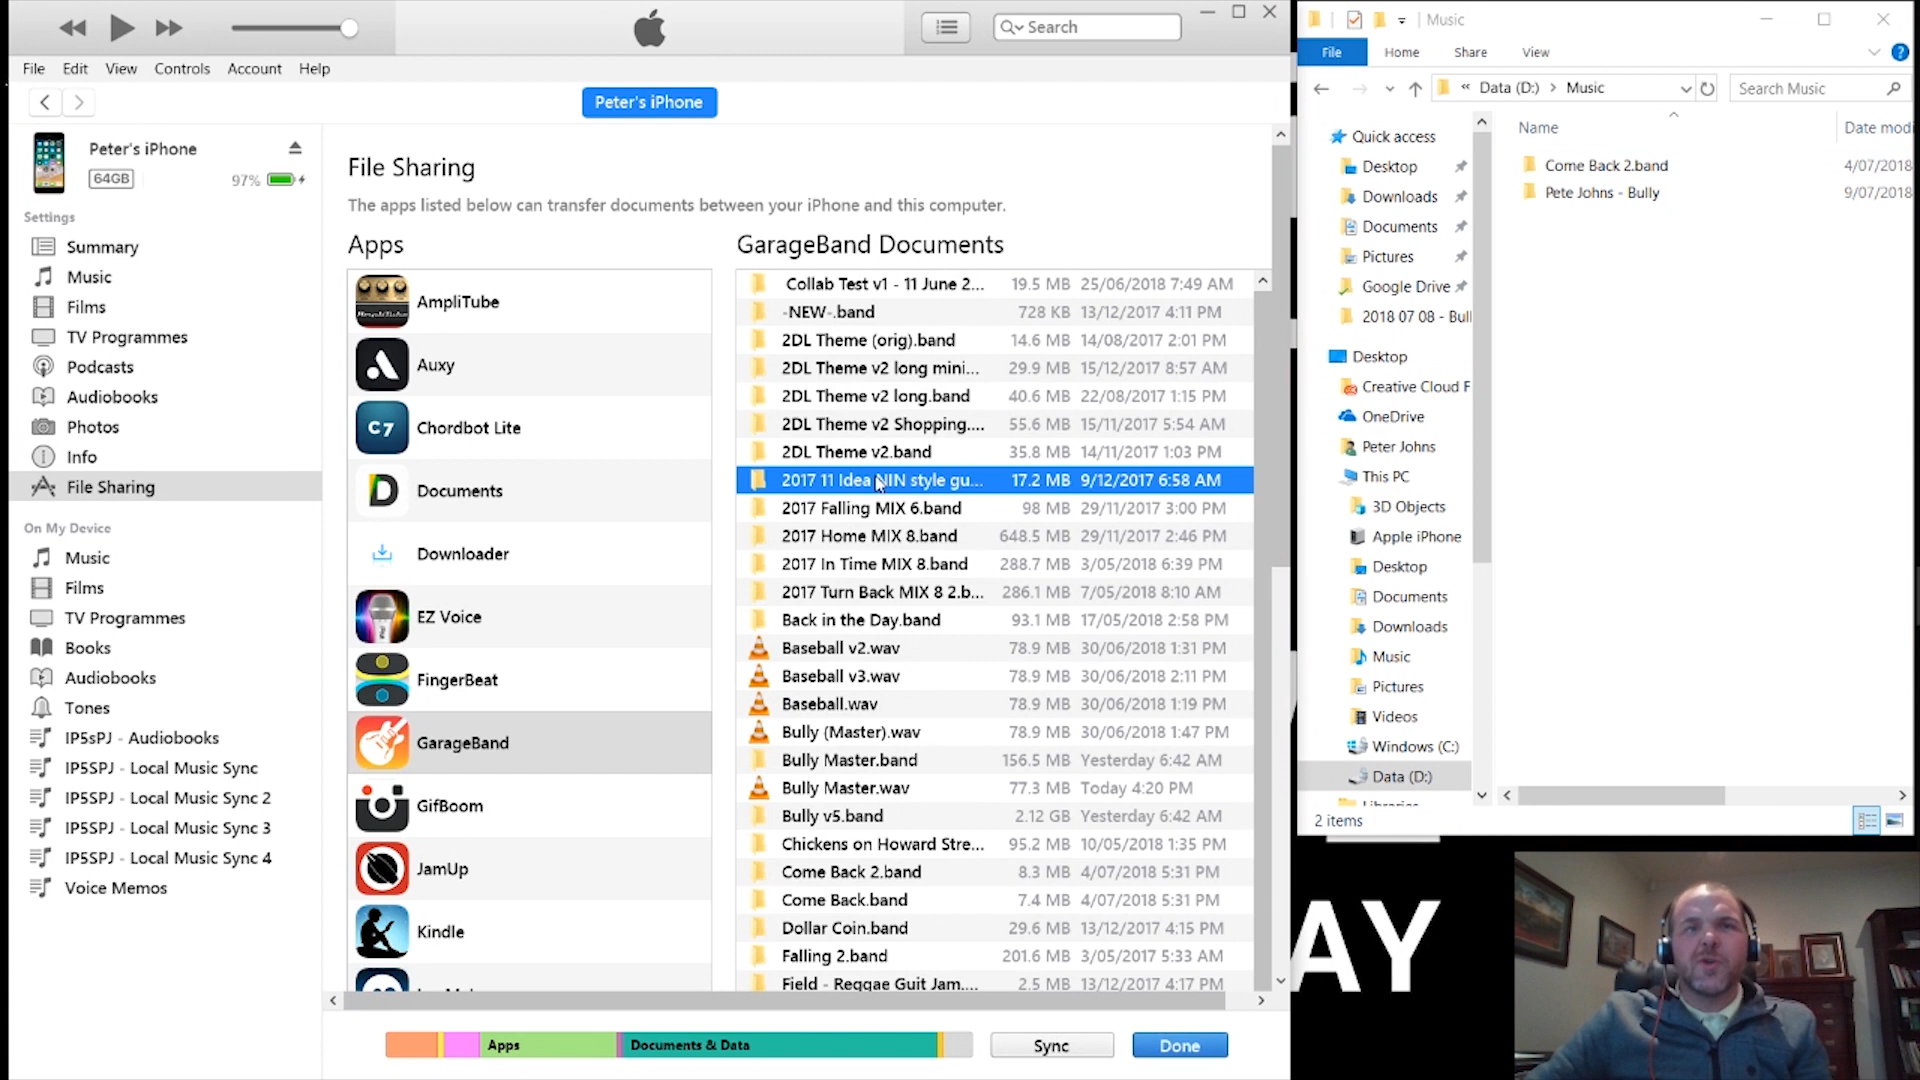 Search
File Edit View Controls Account Help
Peter's iPhone
Peter's iPhone
64GB
97%
Settings
Summary
Music
Films
TV Programmes
Podcasts
Audiobooks
Photos
Info
File Sharing
On My Device
Music
Films
TV Programmes
Books
Audiobooks
Tones
IP5sPJ - Audiobooks
IP5SPJ - Local Music Sync
IP5SPJ - Local Music Sync 2
IP5SPJ - Local Music Sync 3
IP5SPJ - Local Music Sync 4
Voice Memos
File Sharing
The apps listed below can transfer documents between your iPhone and this computer.
Apps
AmpliTube
Auxy
C7 Chordbot Lite
Documents
Downloader
EZ Voice
FingerBeat
GarageBand
GifBoom
JamUp
Kindle
GarageBand Documents
Collab Test v1 - 11 June 2... 19.5 MB 25/06/2018 7:49 AM
-NEW-.band 728 KB 13/12/2017 4:11 PM
2DL Theme (orig).band 14.6 MB 14/08/2017 2:01 PM
2DL Theme v2 long mini... 29.9 MB 15/12/2017 8:57 AM
2DL Theme v2 long.band 40.6 MB 22/08/2017 1:15 PM
2DL Theme v2 Shopping.... 55.6 MB 15/11/2017 5:54 AM
2DL Theme v2.band 35.8 MB 14/11/2017 1:03 PM
2017 11 Idea NIN style gu... 17.2 MB 9/12/2017 6:58 AM
2017 Falling MIX 6.band 98 MB 29/11/2017 3:00 PM
2017 Home MIX 8.band 648.5 MB 29/11/2017 2:46 PM
2017 In Time MIX 8.band 288.7 MB 3/05/2018 6:39 PM
2017 Turn Back MIX 8 2.b... 286.1 MB 7/05/2018 8:10 AM
Back in the Day.band 93.1 MB 17/05/2018 2:58 PM
Baseball v2.wav 78.9 MB 30/06/2018 1:31 PM
Baseball v3.wav 78.9 MB 30/06/2018 2:11 PM
Baseball.wav 78.9 MB 30/06/2018 1:19 PM
Bully (Master).wav 78.9 MB 30/06/2018 1:47 PM
Bully Master.band 156.5 MB Yesterday 6:42 AM
Bully Master.wav 77.3 MB Today 4:20 PM
Bully v5.band 2.12 GB Yesterday 6:42 AM
Chickens on Howard Stre... 95.2 MB 10/05/2018 1:35 PM
Come Back 2.band 8.3 MB 4/07/2018 5:31 PM
Come Back.band 7.4 MB 4/07/2018 5:31 PM
Dollar Coin.band 29.6 MB 13/12/2017 4:15 PM
Falling 2.band 201.6 MB 3/05/2017 5:33 AM
Field - Reggae Guit Jam.... 2.5 MB 13/12/2017 4:17 PM
Apps Documents & Data Sync Done
Music
File Home Share View
« Data (D:) > Music Search Music
Quick access
Desktop
Downloads
Documents
Pictures
Google Drive
2018 07 08 - Bull
Desktop
Creative Cloud F
OneDrive
Peter Johns
This PC
3D Objects
Apple iPhone
Desktop
Documents
Downloads
Music
Pictures
Videos
Windows (C:)
Data (D:)
Name Date modi
Come Back 2.band 4/07/2018
Pete Johns - Bully 9/07/2018
2 items
AY